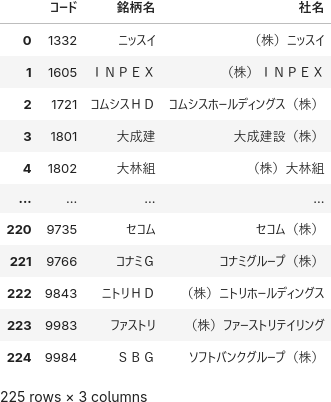 コード 銘柄名 社名
0 1332 ニッスイ （株）ニッスイ
1 1605 ＩＮＰＥＸ （株）ＩＮＰＥＸ
2 1721 コムシスＨＤ コムシスホールディングス（株）
3 1801 大成建 大成建設（株）
4 1802 大林組 （株）大林組
... ... ... ...
220 9735 セコム セコム（株）
221 9766 コナミＧ コナミグループ（株）
222 9843 ニトリＨＤ （株）ニトリホールディングス
223 9983 ファストリ （株）ファーストリテイリング
224 9984 ＳＢＧ ソフトバンクグループ（株）
225 rows × 3 columns